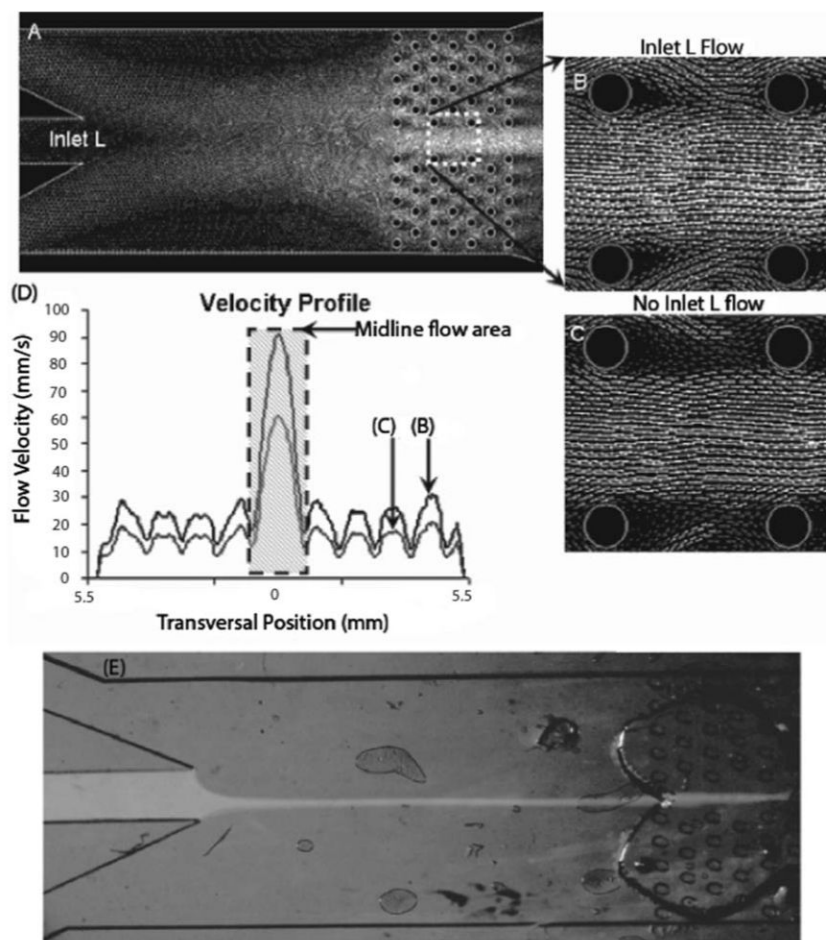 A
Inlet L
Inlet L Flow
B
No Inlet L flow
C
(D)
Velocity Profile
Midline flow area
(C)
(B)
Flow Velocity (mm/s)
100
90
80
70
60
50
40
30
20
10
0
5.5
0
5.5
Transversal Position (mm)
(E)